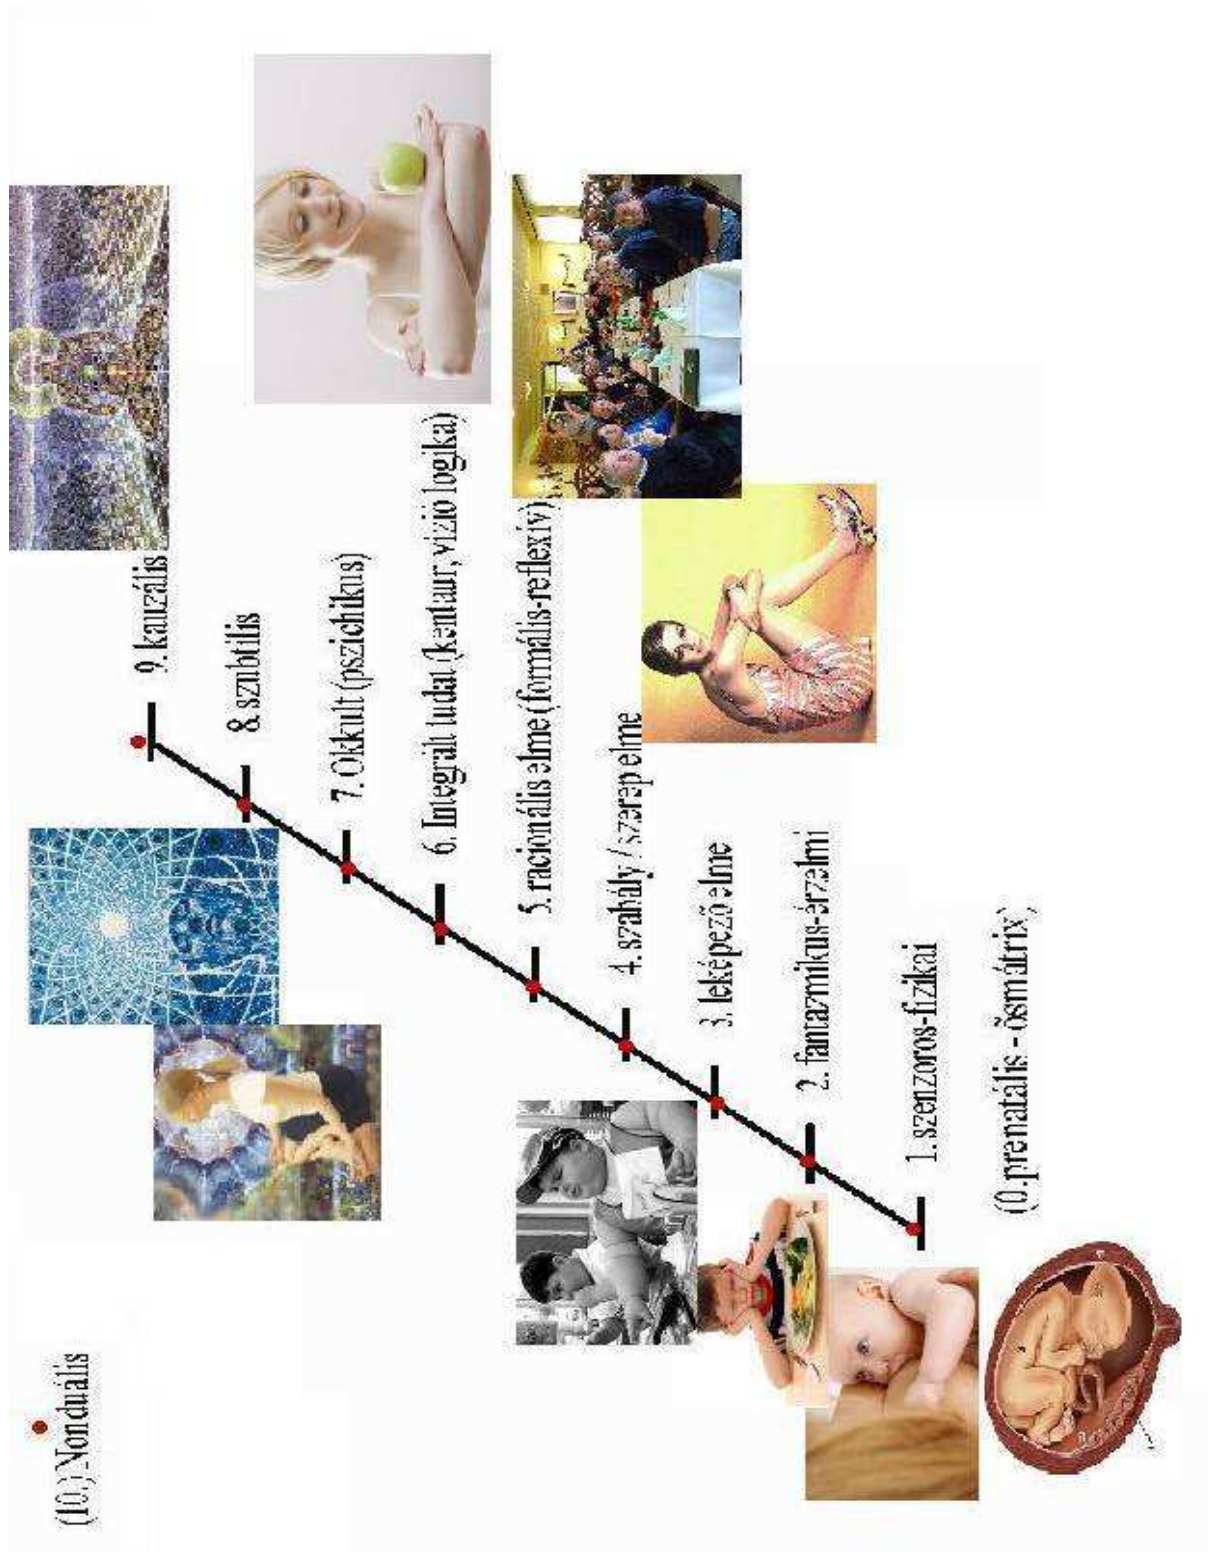 (10.) Nonduális
9. kauzális
8. szubtilis
7. Okkult (pszichikus)
6. Integrált tudat (kentaur, vízió logika)
5. racionális elme (formális-reflexív)
4. szabály / szerep elme
3. leképező elme
2. fantazmikus-érzelmi
1. szenzoros-fizikai
(0.prenatális - õsmátrix)